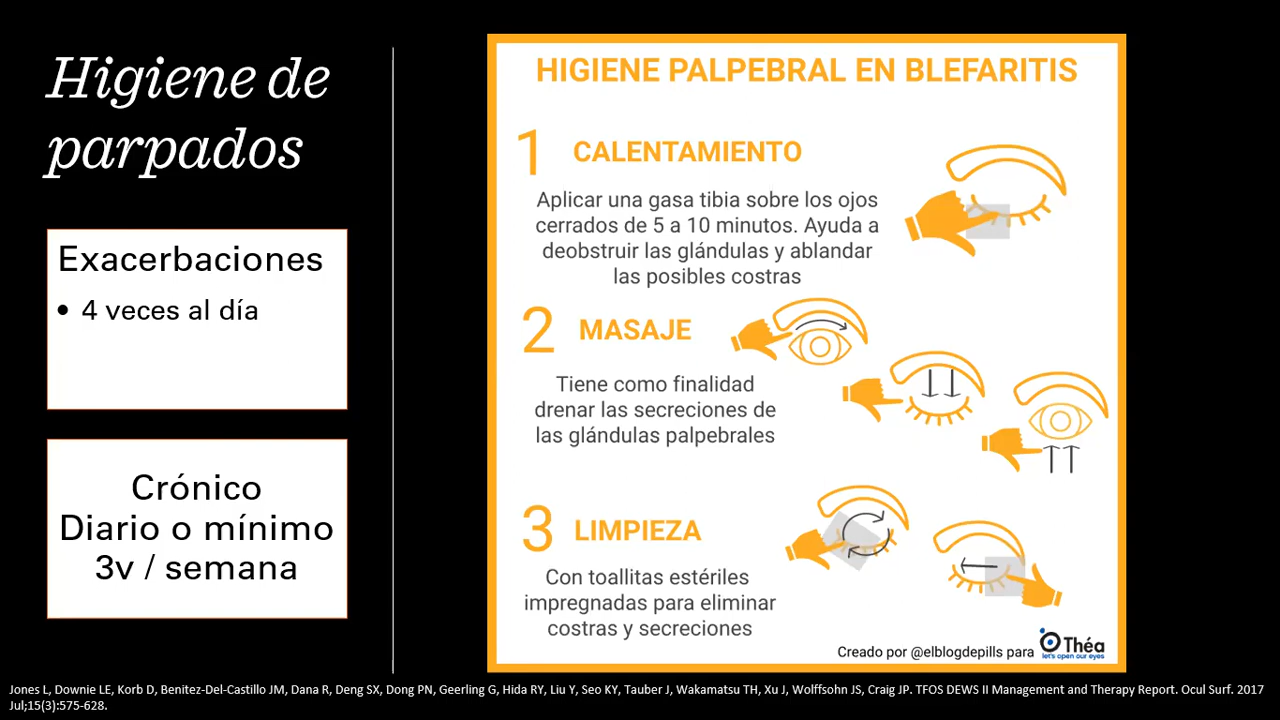 Higiene de
parpados
Exacerbaciones
• 4 veces al día
Crónico
Diario o mínimo
3v / semana
HIGIENE PALPEBRAL EN BLEFARITIS
1 CALENTAMIENTO
Aplicar una gasa tibia sobre los ojos
cerrados de 5 a 10 minutos. Ayuda a
deobstruir las glándulas y ablandar
las posibles costras
2 MASAJE
Tiene como finalidad
drenar las secreciones de
las glándulas palpebrales
3 LIMPIEZA
Con toallitas estériles
impregnadas para eliminar
costras y secreciones
Creado por @elblogdepills para
Théa
let's open our eyes
Jones L, Downie LE, Korb D, Benitez-Del-Castillo JM, Dana R, Deng SX, Dong PN, Geerling G, Hida RY, Liu Y, Seo KY, Tauber J, Wakamatsu TH, Xu J, Wolffsohn JS, Craig JP. TFOS DEWS II Management and Therapy Report. Ocul Surf. 2017
Jul;15(3):575-628.